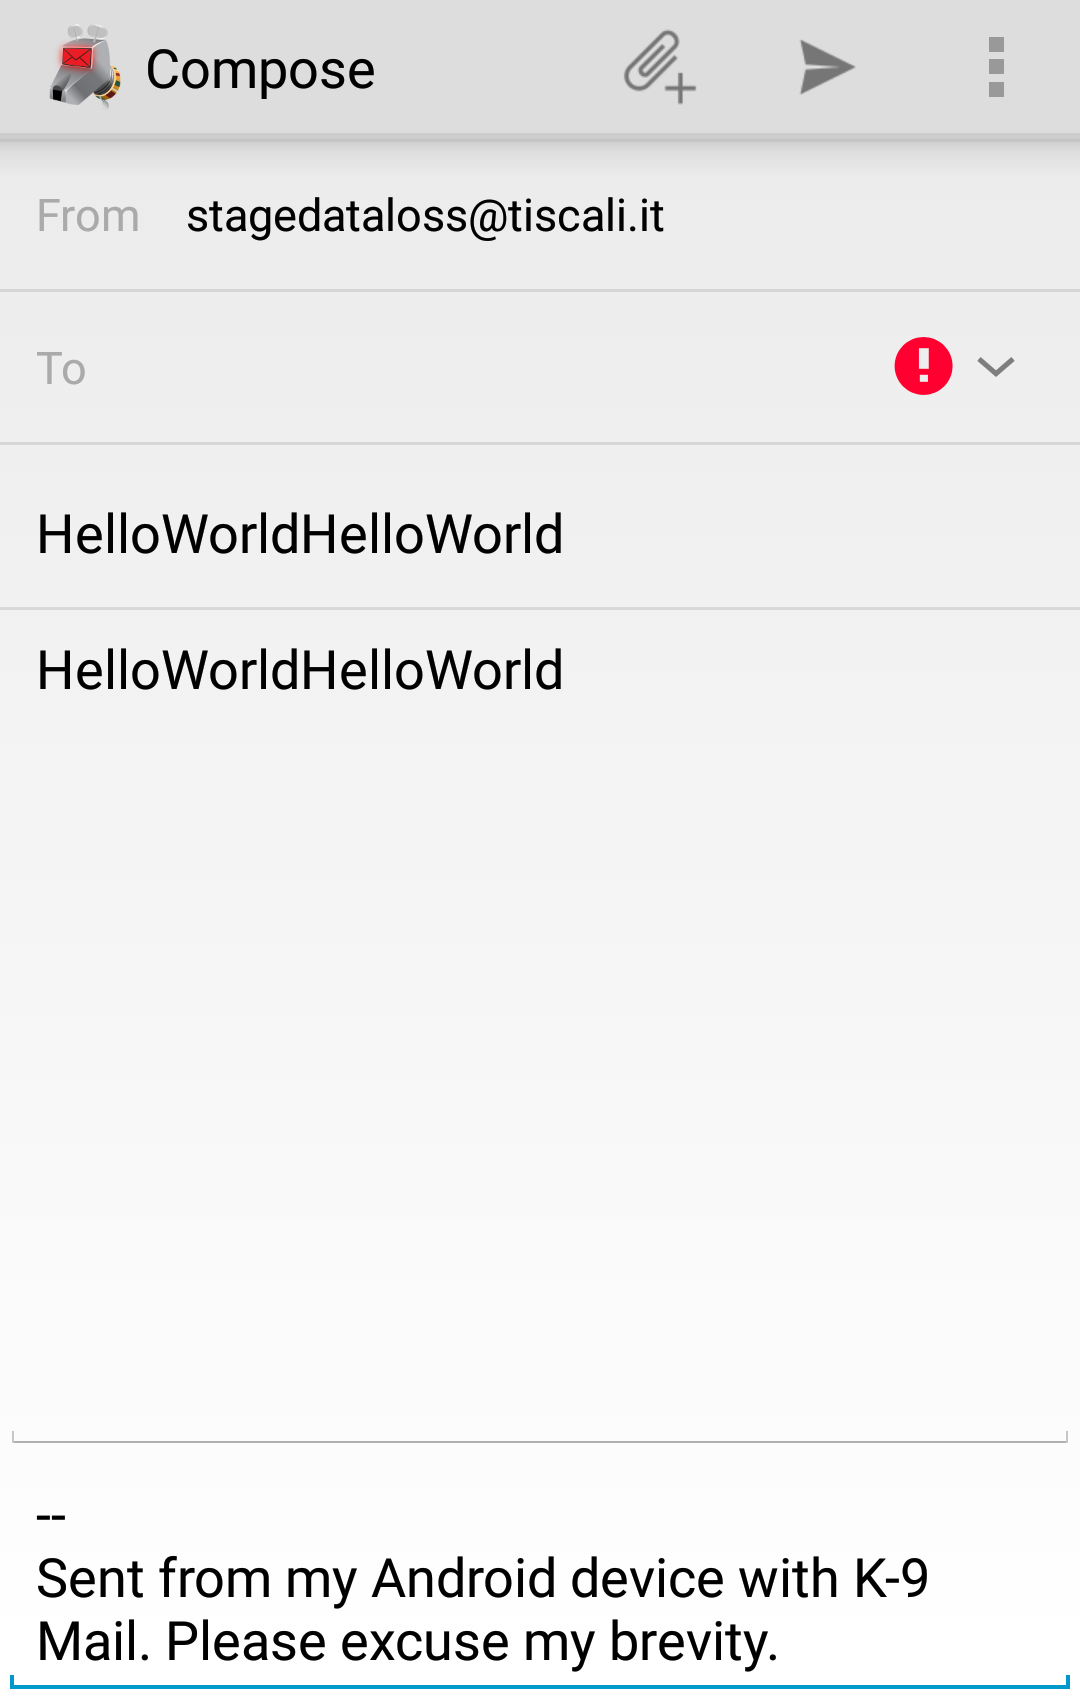 Compose
From stagedataloss@tiscali.it
To
HelloWorldHelloWorld
HelloWorldHelloWorld
--
Sent from my Android device with K-9
Mail. Please excuse my brevity.